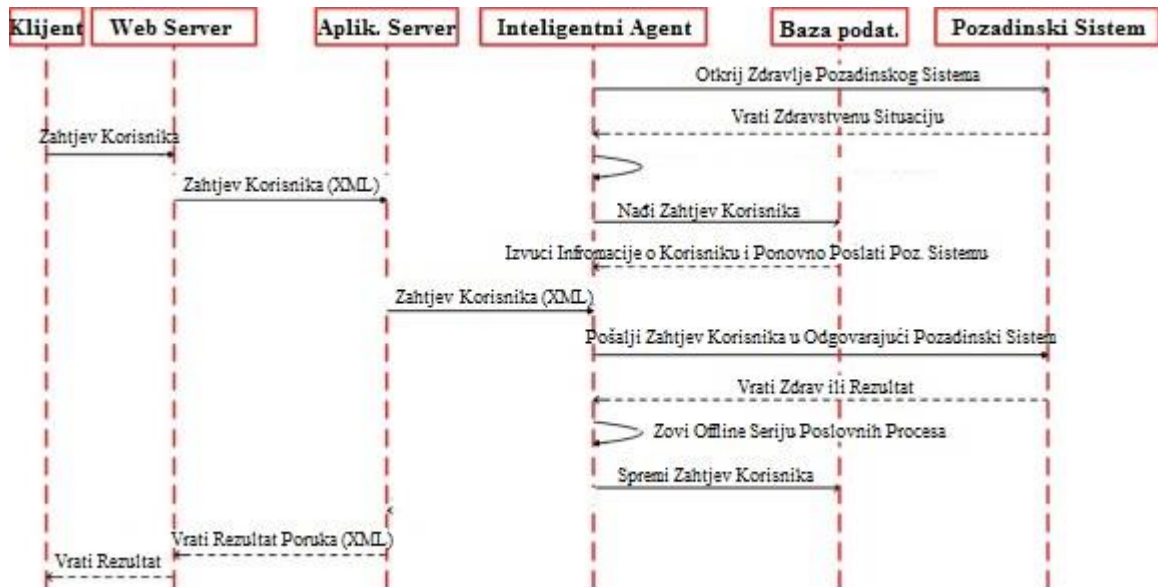 Klijent
Web Server
Aplik. Server
Inteligentni Agent
Baza podat.
Pozadinski Sistem
Otkrij Zdravlje Pozadinskog Sistema
Vrati Zdravstvenu Situaciju
Zahtjev Korisnika
Zahtjev Korisnika (XML)
Nađi Zahtjev Korisnika
Izvuci Infromacije o Korisniku i Ponovno Poslati Poz. Sistemu
Zahtjev Korisnika (XML)
Pošalji Zahtjev Korisnika u Odgovarajući Pozadinski Sistem
Vrati Zdrav ili Rezultat
Zovi Offline Seriju Poslovnih Procesa
Spremi Zahtjev Korisnika
Vrati Rezultat Poruka (XML)
Vrati Rezultat